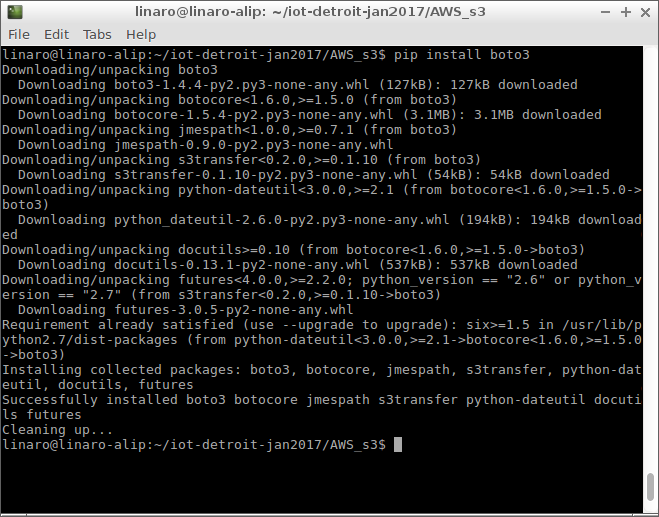 linaro@linaro-alip: ~/iot-detroit-jan2017/AWS_s3
File Edit Tabs Help
linaro@linaro-alip:~/iot-detroit-jan2017/AWS_s3$ pip install boto3
Downloading/unpacking boto3
  Downloading boto3-1.4.4-py2.py3-none-any.whl (127kB): 127kB downloaded
Downloading/unpacking botocore<1.6.0,>=1.5.0 (from boto3)
  Downloading botocore-1.5.4-py2.py3-none-any.whl (3.1MB): 3.1MB downloaded
Downloading/unpacking jmespath<1.0.0,>=0.7.1 (from boto3)
  Downloading jmespath-0.9.0-py2.py3-none-any.whl
Downloading/unpacking s3transfer<0.2.0,>=0.1.10 (from boto3)
  Downloading s3transfer-0.1.10-py2.py3-none-any.whl (54kB): 54kB downloaded
Downloading/unpacking python-dateutil<3.0.0,>=2.1 (from botocore<1.6.0,>=1.5.0->
boto3)
  Downloading python_dateutil-2.6.0-py2.py3-none-any.whl (194kB): 194kB download
ed
Downloading/unpacking docutils>=0.10 (from botocore<1.6.0,>=1.5.0->boto3)
  Downloading docutils-0.13.1-py2-none-any.whl (537kB): 537kB downloaded
Downloading/unpacking futures<4.0.0,>=2.2.0; python_version == "2.6" or python_v
ersion == "2.7" (from s3transfer<0.2.0,>=0.1.10->boto3)
  Downloading futures-3.0.5-py2-none-any.whl
Requirement already satisfied (use --upgrade to upgrade): six>=1.5 in /usr/lib/p
ython2.7/dist-packages (from python-dateutil<3.0.0,>=2.1->botocore<1.6.0,>=1.5.0
->boto3)
Installing collected packages: boto3, botocore, jmespath, s3transfer, python-dat
eutil, docutils, futures
Successfully installed boto3 botocore jmespath s3transfer python-dateutil docuti
ls futures
Cleaning up...
linaro@linaro-alip:~/iot-detroit-jan2017/AWS_s3$